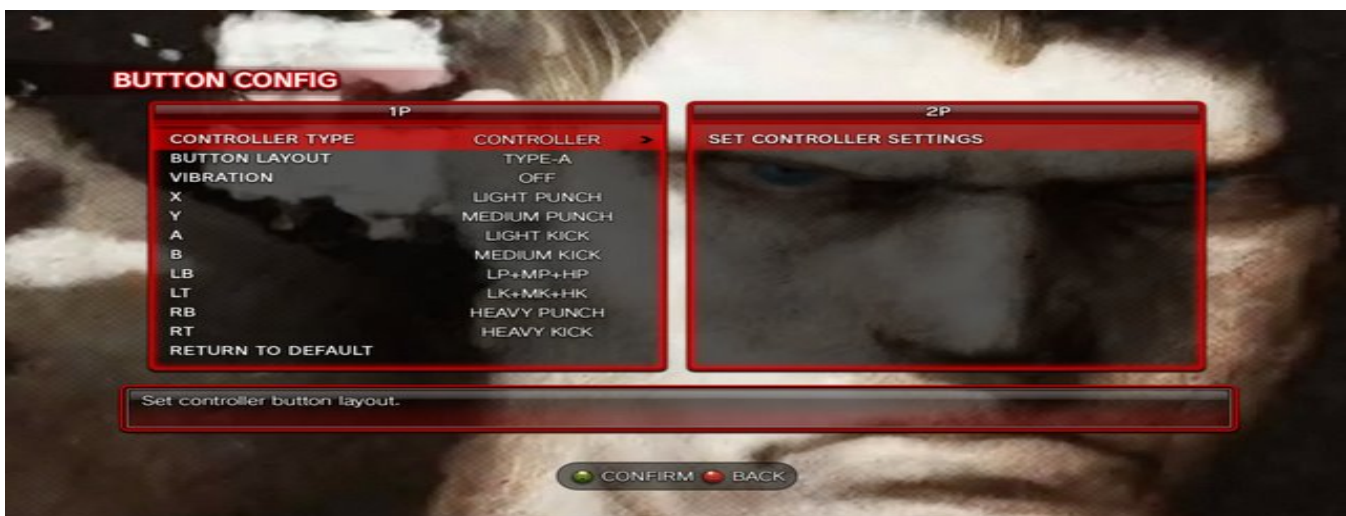 BUTTON CONFIG
1P
CONTROLLER TYPE CONTROLLER >
BUTTON LAYOUT TYPE-A
VIBRATION OFF
X LIGHT PUNCH
Y MEDIUM PUNCH
A LIGHT KICK
B MEDIUM KICK
LB LP+MP+HP
LT LK+MK+HK
RB HEAVY PUNCH
RT HEAVY KICK
RETURN TO DEFAULT
2P
SET CONTROLLER SETTINGS
Set controller button layout.
CONFIRM BACK